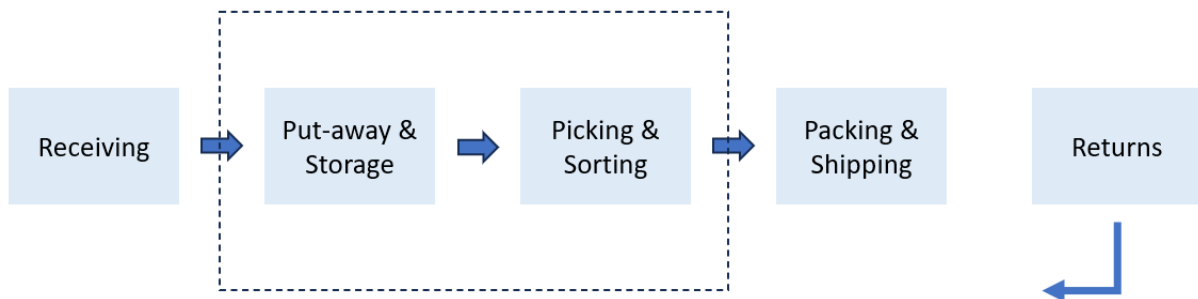 Receiving
Put-away &
Storage
Picking &
Sorting
Packing &
Shipping
Returns